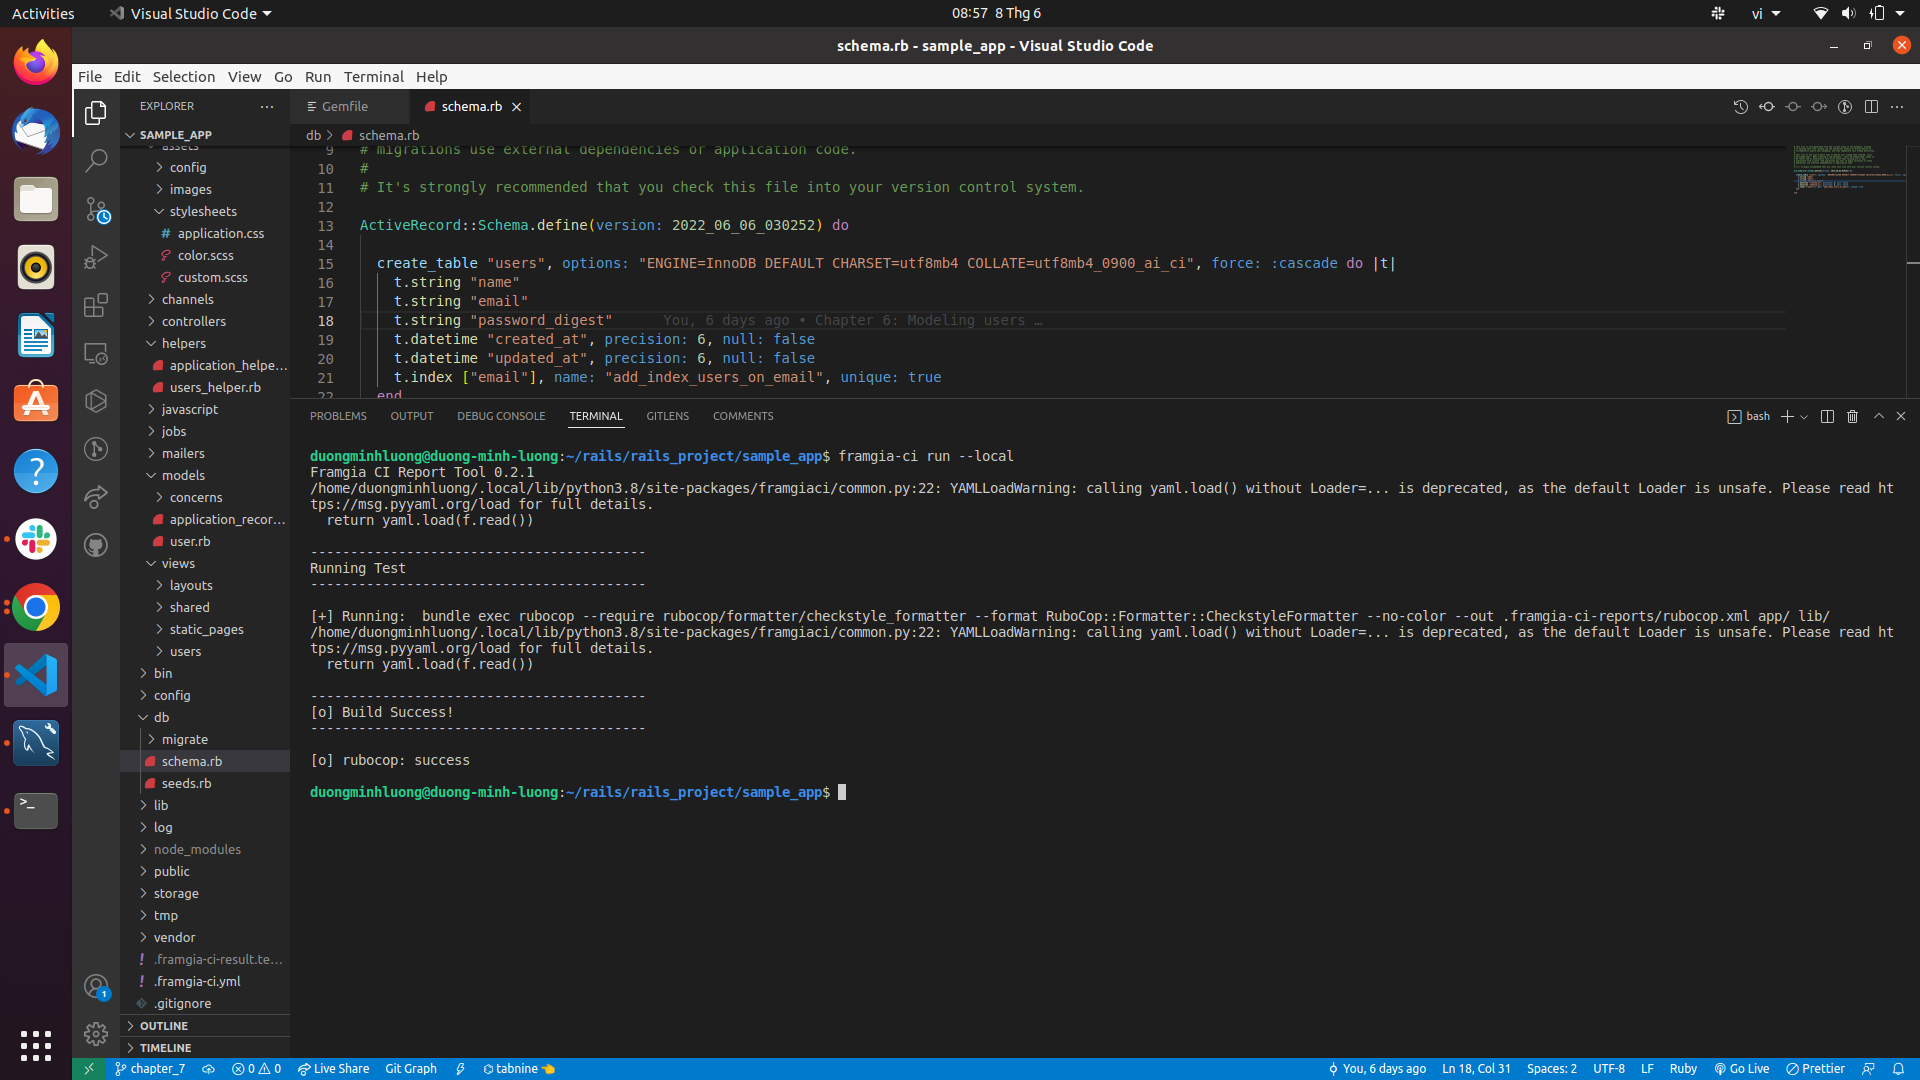 Activities
Visual Studio Code
08:57 8 Thg 6
vi
schema.rb - sample_app - Visual Studio Code
File Edit Selection View Go Run Terminal Help
EXPLORER
SAMPLE_APP
assets
config
images
stylesheets
application.css
color.scss
custom.scss
channels
controllers
helpers
application_helpe...
users_helper.rb
javascript
jobs
mailers
models
concerns
application_recor...
user.rb
views
layouts
shared
static_pages
users
bin
config
db
migrate
schema.rb
seeds.rb
lib
log
node_modules
public
storage
tmp
vendor
.framgia-ci-result.te...
.framgia-ci.yml
.gitignore
OUTLINE
TIMELINE
Gemfile
schema.rb
db > schema.rb
9 # migrations use external dependencies or application code.
10 #
11 # It's strongly recommended that you check this file into your version control system.
12
13 ActiveRecord::Schema.define(version: 2022_06_06_030252) do
14
15 create_table "users", options: "ENGINE=InnoDB DEFAULT CHARSET=utf8mb4 COLLATE=utf8mb4_0900_ai_ci", force: :cascade do |t|
16 t.string "name"
17 t.string "email"
18 t.string "password_digest" You, 6 days ago • Chapter 6: Modeling users …
19 t.datetime "created_at", precision: 6, null: false
20 t.datetime "updated_at", precision: 6, null: false
21 t.index ["email"], name: "add_index_users_on_email", unique: true
22 end
PROBLEMS OUTPUT DEBUG CONSOLE TERMINAL GITLENS COMMENTS
bash
duongminhluong@duong-minh-luong:~/rails/rails_project/sample_app$ framgia-ci run --local
Framgia CI Report Tool 0.2.1
/home/duongminhluong/.local/lib/python3.8/site-packages/framgiaci/common.py:22: YAMLLoadWarning: calling yaml.load() without Loader=... is deprecated, as the default Loader is unsafe. Please read ht
tps://msg.pyyaml.org/load for full details.
return yaml.load(f.read())
------------------------------------------
Running Test
------------------------------------------
[+] Running: bundle exec rubocop --require rubocop/formatter/checkstyle_formatter --format RuboCop::Formatter::CheckstyleFormatter --no-color --out .framgia-ci-reports/rubocop.xml app/ lib/
/home/duongminhluong/.local/lib/python3.8/site-packages/framgiaci/common.py:22: YAMLLoadWarning: calling yaml.load() without Loader=... is deprecated, as the default Loader is unsafe. Please read ht
tps://msg.pyyaml.org/load for full details.
return yaml.load(f.read())
------------------------------------------
[o] Build Success!
------------------------------------------
[o] rubocop: success
duongminhluong@duong-minh-luong:~/rails/rails_project/sample_app$
1
chapter_7 0 0 Live Share Git Graph tabnine You, 6 days ago Ln 18, Col 31 Spaces: 2 UTF-8 LF Ruby Go Live Prettier